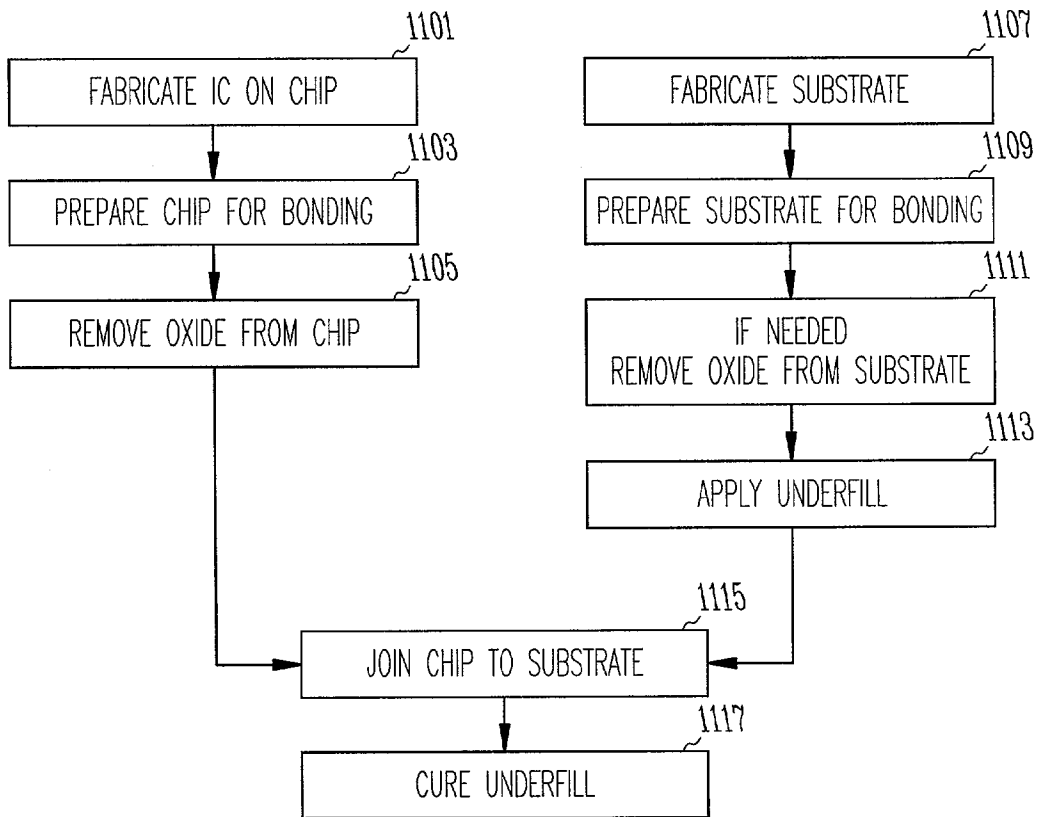 1101
FABRICATE IC ON CHIP
1103
PREPARE CHIP FOR BONDING
1105
REMOVE OXIDE FROM CHIP
1107
FABRICATE SUBSTRATE
1109
PREPARE SUBSTRATE FOR BONDING
1111
IF NEEDED
REMOVE OXIDE FROM SUBSTRATE
1113
APPLY UNDERFILL
1115
JOIN CHIP TO SUBSTRATE
1117
CURE UNDERFILL